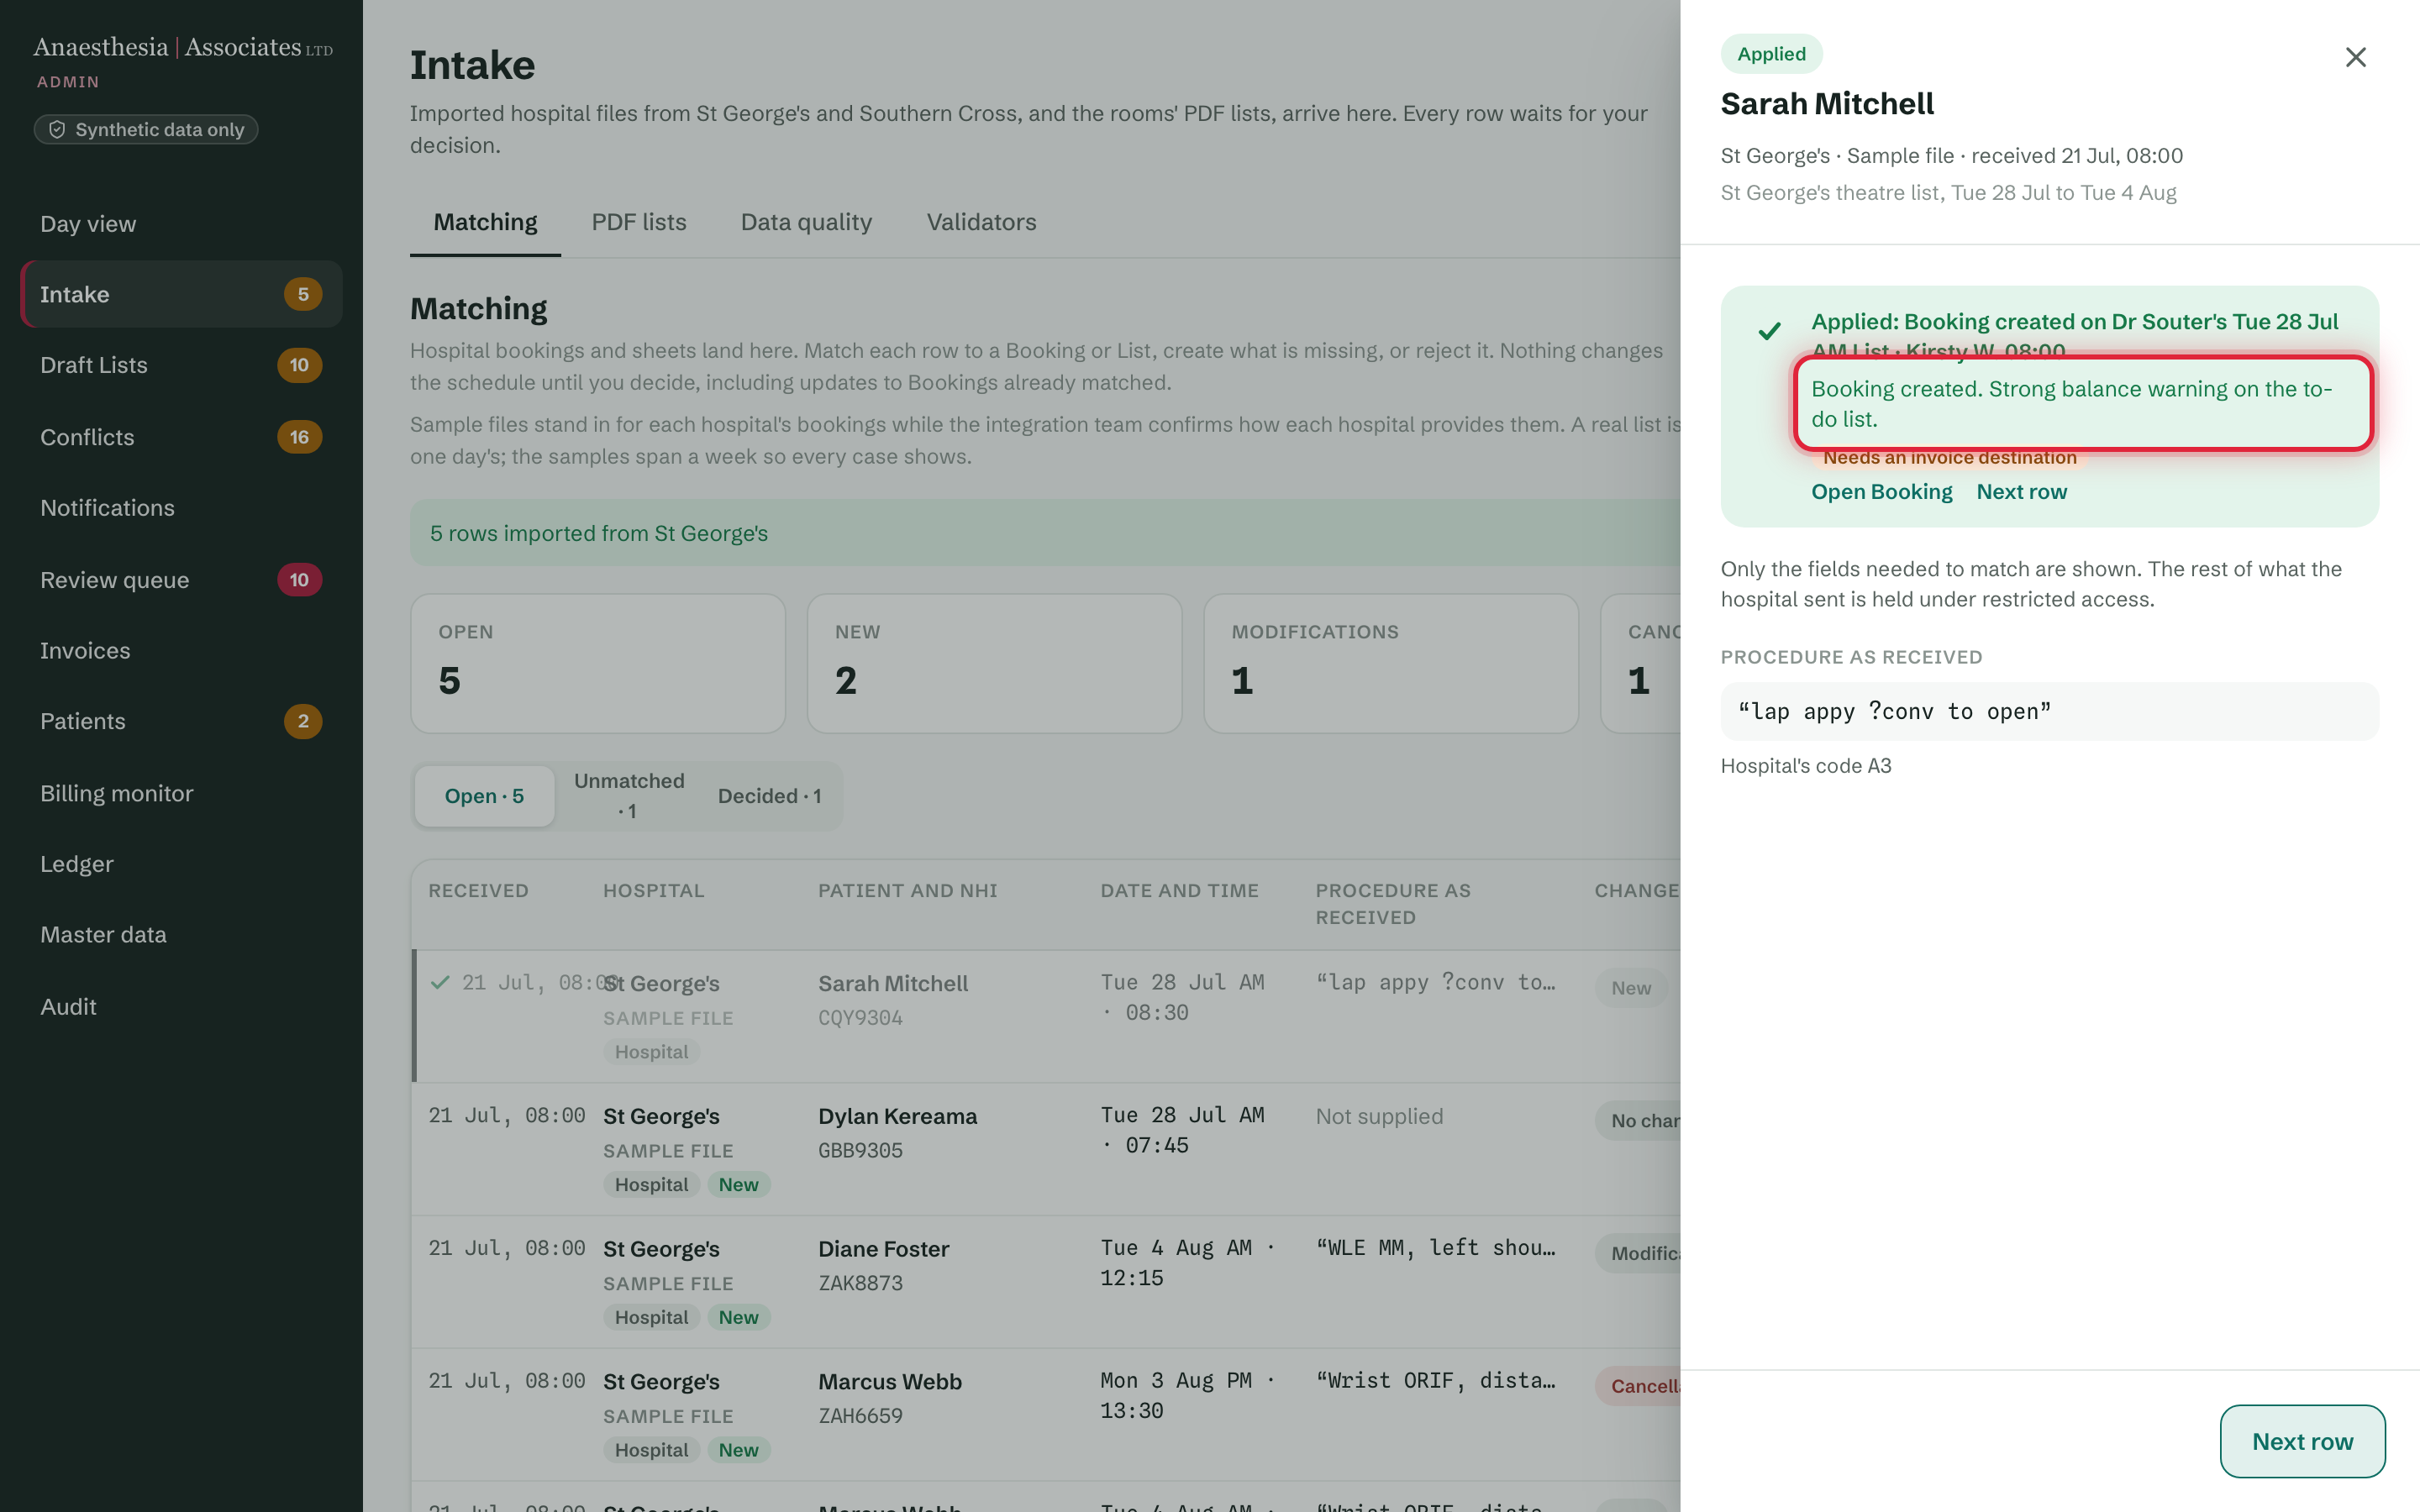 Anaesthesia | Associates LTD
ADMIN
Synthetic data only
Day view
Intake 5
Draft Lists 10
Conflicts 16
Notifications
Review queue 10
Invoices
Patients 2
Billing monitor
Ledger
Master data
Audit
Intake
Imported hospital files from St George's and Southern Cross, and the rooms' PDF lists, arrive here. Every row waits for your
decision.
Matching PDF lists Data quality Validators
Matching
Hospital bookings and sheets land here. Match each row to a Booking or List, create what is missing, or reject it. Nothing changes
the schedule until you decide, including updates to Bookings already matched.
Sample files stand in for each hospital's bookings while the integration team confirms how each hospital provides them. A real list is
one day's; the samples span a week so every case shows.
5 rows imported from St George's
OPEN NEW MODIFICATIONS
5 2 1 1
Open · 5 Unmatched · 1 Decided · 1
RECEIVED HOSPITAL PATIENT AND NHI DATE AND TIME PROCEDURE AS RECEIVED CHANGE
21 Jul, 08:00 St George's Sarah Mitchell Tue 28 Jul AM “lap appy ?conv to… New
SAMPLE FILE CQY9304 · 08:30
Hospital
21 Jul, 08:00 St George's Dylan Kereama Tue 28 Jul AM Not supplied No
SAMPLE FILE GBB9305 · 07:45
Hospital New
21 Jul, 08:00 St George's Diane Foster Tue 4 Aug AM · “WLE MM, left shou…
SAMPLE FILE ZAK8873 12:15
Hospital New
21 Jul, 08:00 St George's Marcus Webb Mon 3 Aug PM · “Wrist ORIF, dista…
SAMPLE FILE ZAH6659 13:30
Hospital New
Applied
Sarah Mitchell
St George's · Sample file · received 21 Jul, 08:00
St George's theatre list, Tue 28 Jul to Tue 4 Aug
Applied: Booking created on Dr Souter's Tue 28 Jul
AM List · Kirsty W, 08:00
Booking created. Strong balance warning on the to-
do list.
Needs an invoice destination
Open Booking Next row
Only the fields needed to match are shown. The rest of what the
hospital sent is held under restricted access.
PROCEDURE AS RECEIVED
“lap appy ?conv to open”
Hospital's code A3
Next row